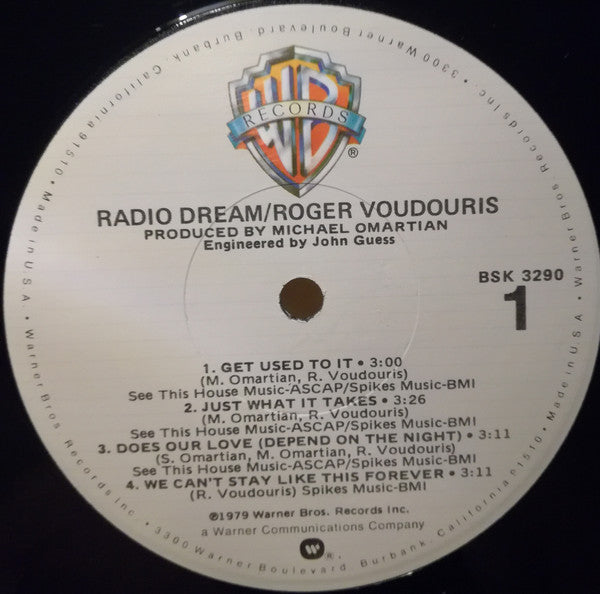 WB
RECORDS
®
RADIO DREAM/ROGER VOUDOURIS
PRODUCED BY MICHAEL OMARTIAN
Engineered by John Guess
BSK 3290
1
1. GET USED TO IT • 3:00
(M. Omartian, R. Voudouris)
See This House Music-ASCAP/Spikes Music-BMI
2. JUST WHAT IT TAKES • 3:26
(M. Omartian, R. Voudouris)
See This House Music-ASCAP/Spikes Music-BMI
3. DOES OUR LOVE (DEPEND ON THE NIGHT) • 3:11
(S. Omartian, M. Omartian, R. Voudouris)
See This House Music-ASCAP/Spikes Music-BMI
4. WE CAN'T STAY LIKE THIS FOREVER • 3:11
(R. Voudouris) Spikes Music-BMI
℗1979 Warner Bros. Records Inc.
a Warner Communications Company
W ®.
Made in U.S.A. • Warner Bros. Records Inc. • 3300 Warner Boulevard, Burbank, California 91510 • Made in U.S.A. • Warner Bros. Records Inc. • 3300 Warner Boulevard, Burbank, California 91510 •